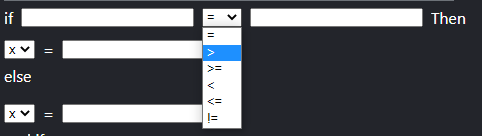 if = Then
=
>
x =
>=
else
<
<=
x =
!=